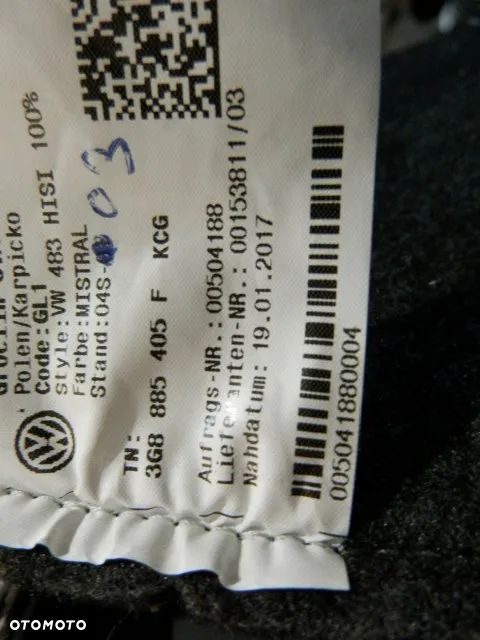 Polen/Karpicko
Code:GL1
Style:VW 483 HISI 100%
Farbe:MISTRAL
Stand:04S- 03
TN:
3G8 885 405 F KCG
Auftrags-NR.:00504188
Lieferanten-NR.: 00153811/03
Nahdatum: 19.01.2017
005041880004
OTOMOTO